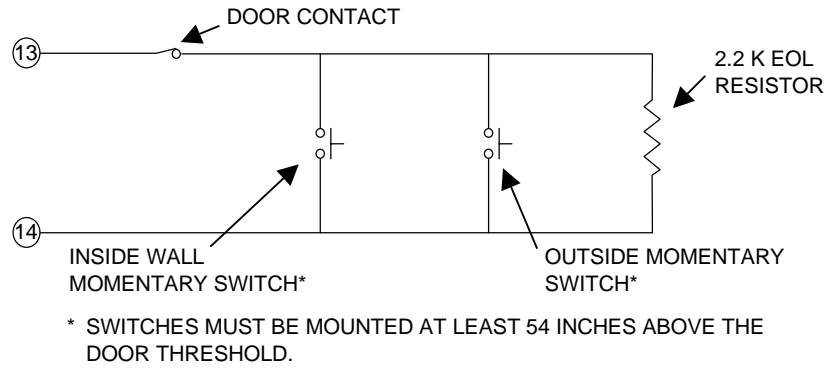 DOOR CONTACT
13
2.2 K EOL
RESISTOR
14
INSIDE WALL
MOMENTARY SWITCH*
OUTSIDE MOMENTARY
SWITCH*
* SWITCHES MUST BE MOUNTED AT LEAST 54 INCHES ABOVE THE
DOOR THRESHOLD.